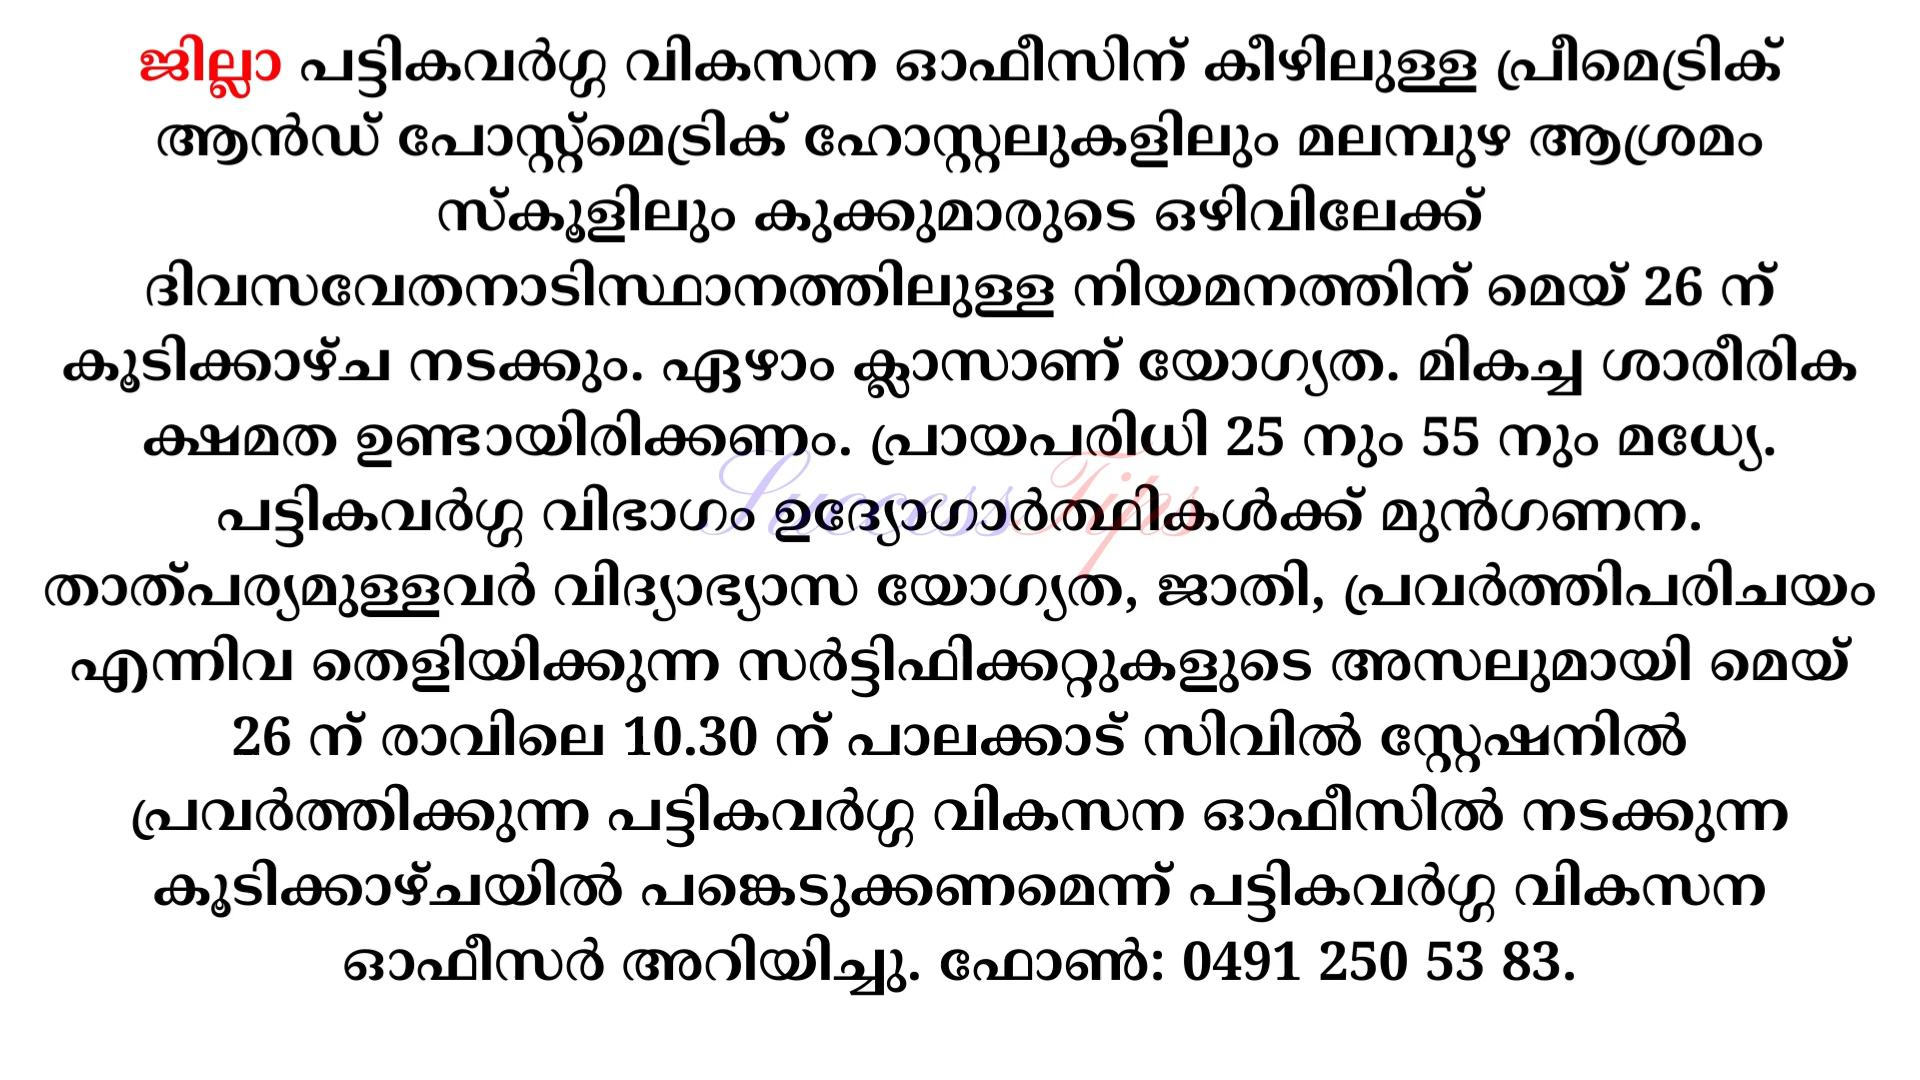 ജില്ലാ പട്ടികവർഗ്ഗ വികസന ഓഫീസിന് കീഴിലുള്ള പ്രീമെട്രിക്
ആൻഡ് പോസ്റ്റ്മെട്രിക് ഹോസ്റ്റലുകളിലും മലമ്പുഴ ആശ്രമം
സ്കൂളിലും കുക്കുമാരുടെ ഒഴിവിലേക്ക്
ദിവസവേതനാടിസ്ഥാനത്തിലുള്ള നിയമനത്തിന് മെയ് 26 ന്
കൂടിക്കാഴ്ച നടക്കും. ഏഴാം ക്ലാസാണ് യോഗ്യത. മികച്ച ശാരീരിക
ക്ഷമത ഉണ്ടായിരിക്കണം. പ്രായപരിധി 25 നും 55 നും മധ്യേ.
പട്ടികവർഗ്ഗ വിഭാഗം ഉദ്യോഗാർത്ഥികൾക്ക് മുൻഗണന.
Success Tips
താത്പര്യമുള്ളവർ വിദ്യാഭ്യാസ യോഗ്യത, ജാതി, പ്രവർത്തിപരിചയം
എന്നിവ തെളിയിക്കുന്ന സർട്ടിഫിക്കറ്റുകളുടെ അസലുമായി മെയ്
26 ന് രാവിലെ 10.30 ന് പാലക്കാട് സിവിൽ സ്റ്റേഷനിൽ
പ്രവർത്തിക്കുന്ന പട്ടികവർഗ്ഗ വികസന ഓഫീസിൽ നടക്കുന്ന
കൂടിക്കാഴ്ചയിൽ പങ്കെടുക്കണമെന്ന് പട്ടികവർഗ്ഗ വികസന
ഓഫീസർ അറിയിച്ചു. ഫോൺ: 0491 250 53 83.